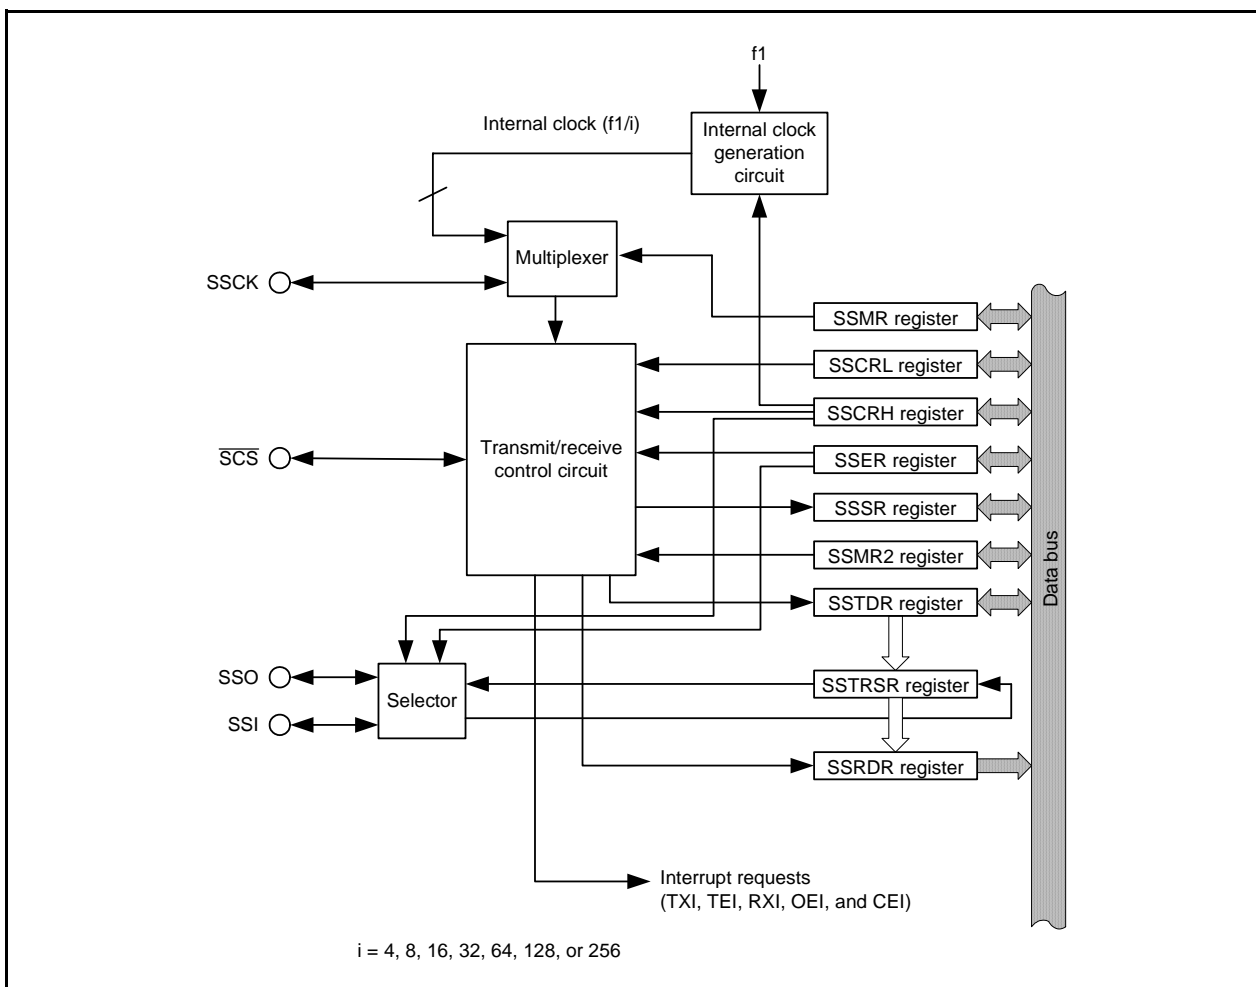 f1
Internal clock (f1/i)
Internal clock
generation
circuit
Multiplexer
SSCK
SSMR register
SSCRL register
SSCRH register
Transmit/receive
control circuit
SCS
SSER register
SSSR register
SSMR2 register
SSTDR register
Data bus
SSO
SSI
Selector
SSTRSR register
SSRDR register
Interrupt requests
(TXI, TEI, RXI, OEI, and CEI)
i = 4, 8, 16, 32, 64, 128, or 256